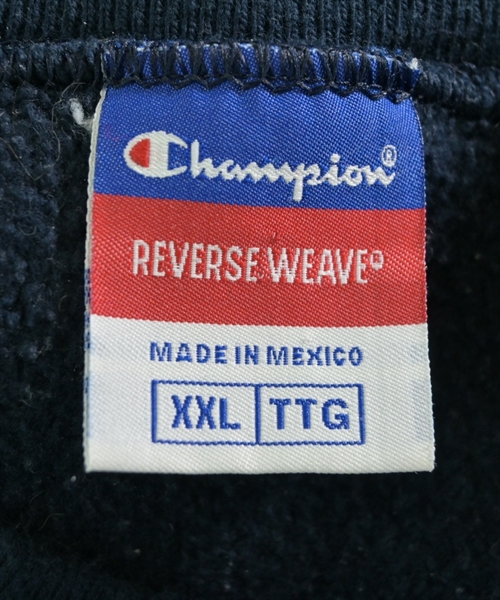 Champion®
REVERSE WEAVE®
MADE IN MEXICO
XXL TTG